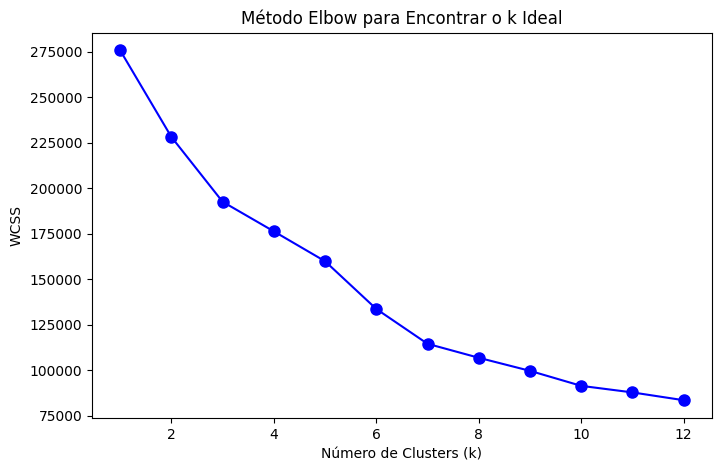 Método Elbow para Encontrar o k Ideal
275000
250000
225000
200000
175000
150000
125000
100000
75000
WCSS
2 4 6 8 10 12
Número de Clusters (k)